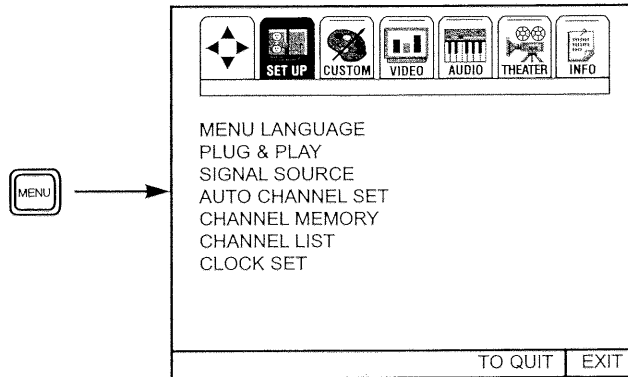 SET UP CUSTOM VIDEO AUDIO THEATER INFO
MENU LANGUAGE
PLUG & PLAY
SIGNAL SOURCE
MENU
AUTO CHANNEL SET
CHANNEL MEMORY
CHANNEL LIST
CLOCK SET
TO QUIT EXIT